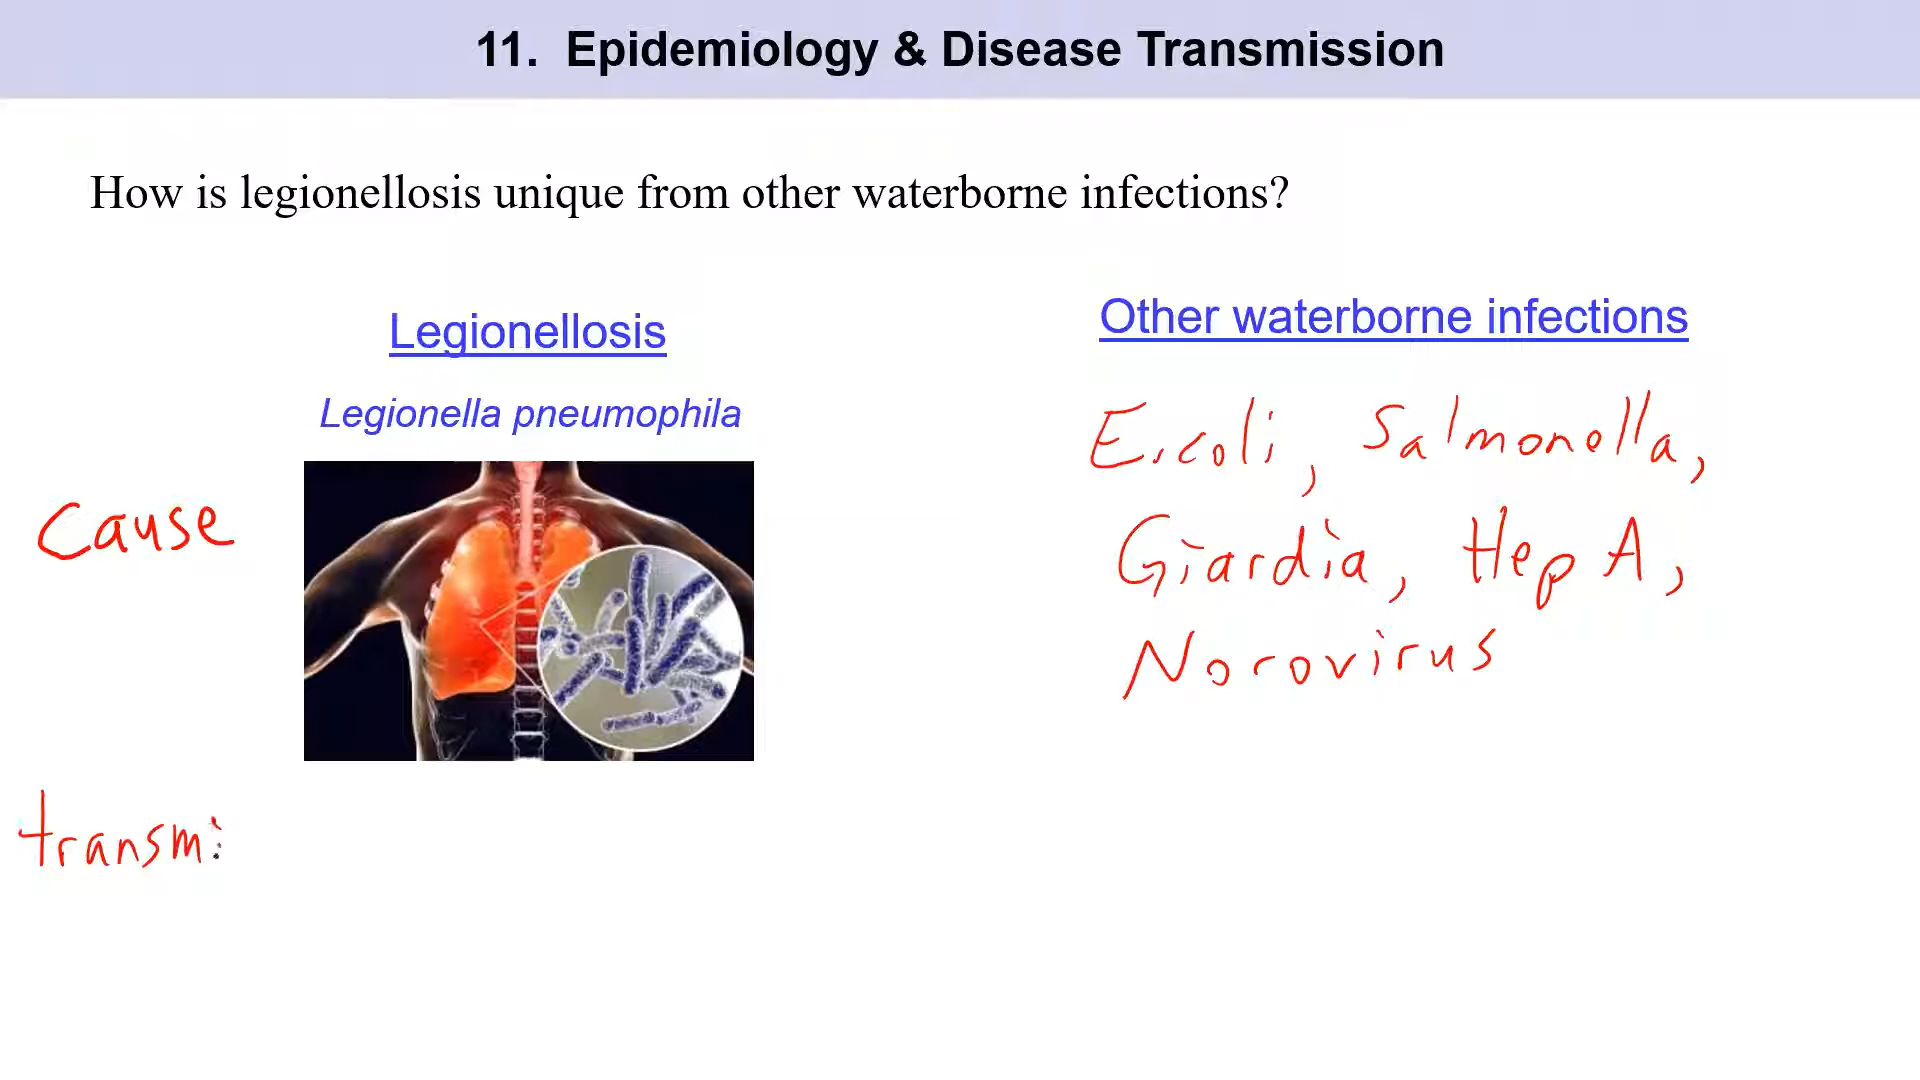 11. Epidemiology & Disease Transmission
How is legionellosis unique from other waterborne infections?
Legionellosis
Legionella pneumophila
Cause
transmi
Other waterborne infections
E.coli, Salmonella,
Giardia, Hep A,
Norovirus